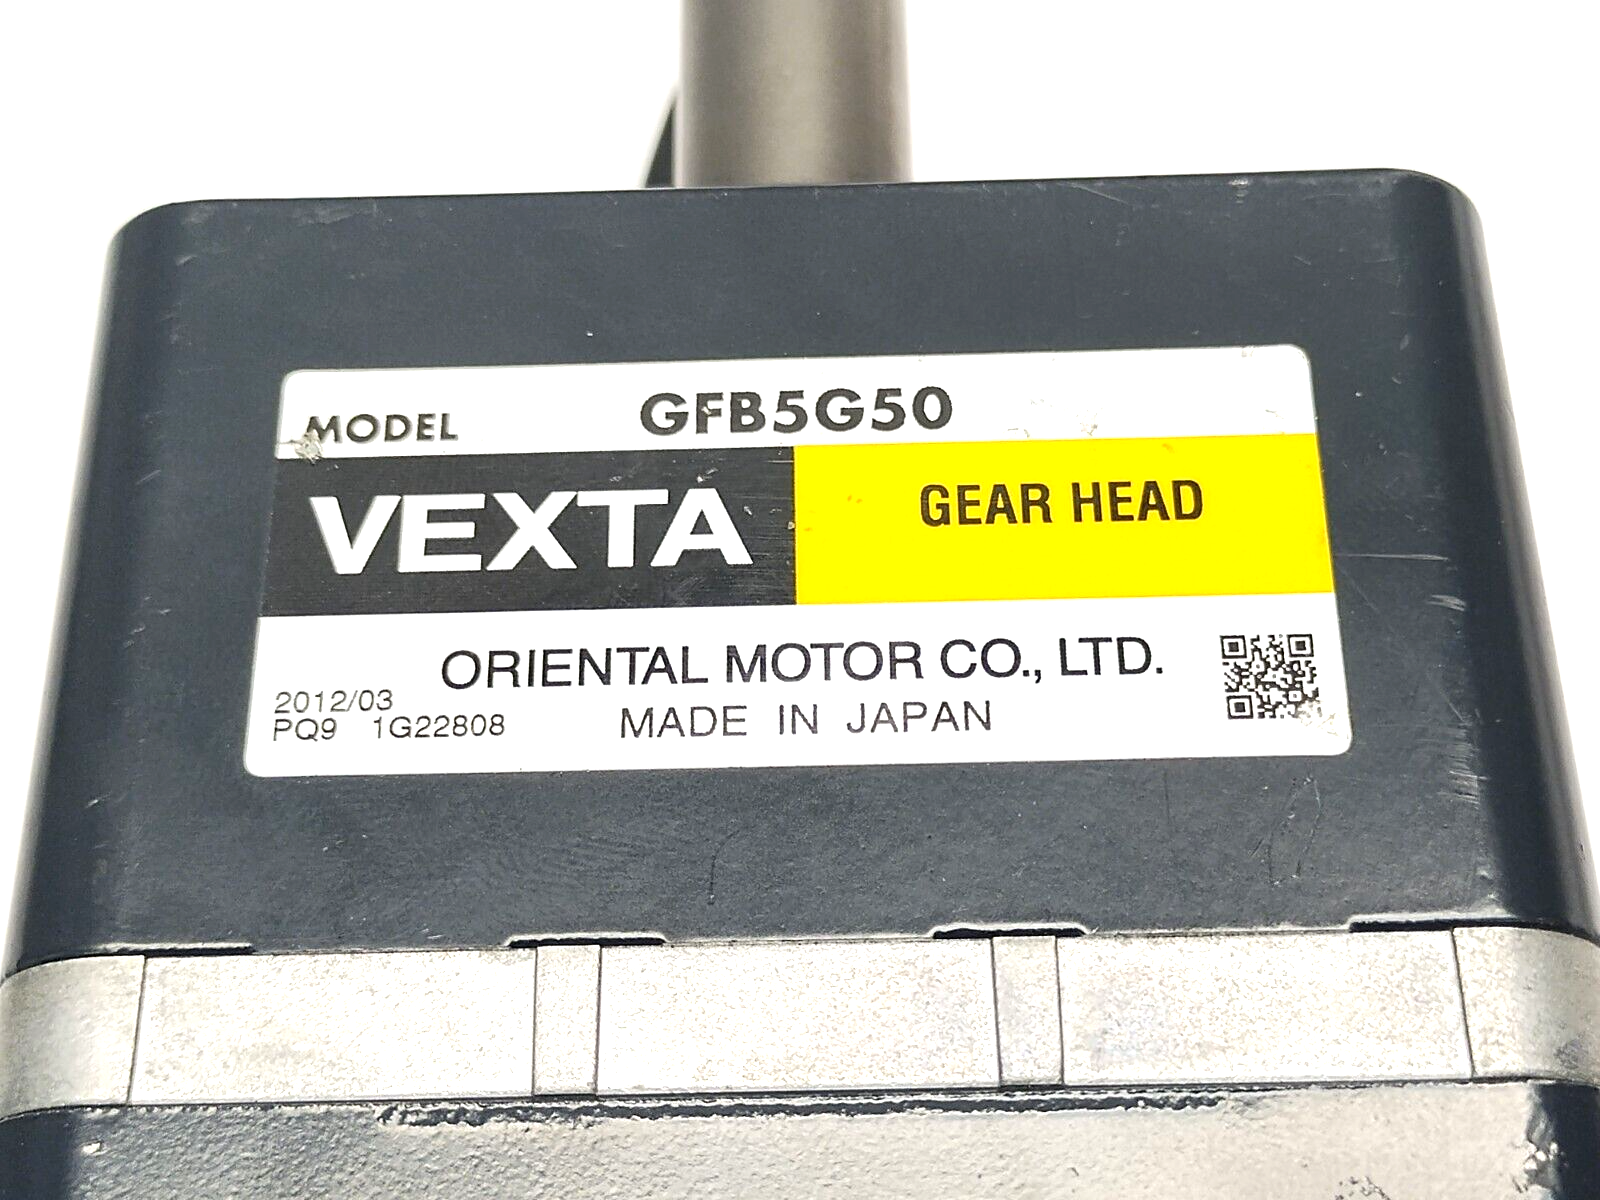 MODEL GFB5G50
VEXTA
GEAR HEAD
ORIENTAL MOTOR CO., LTD.
2012/03
PQ9 1G22808
MADE IN JAPAN